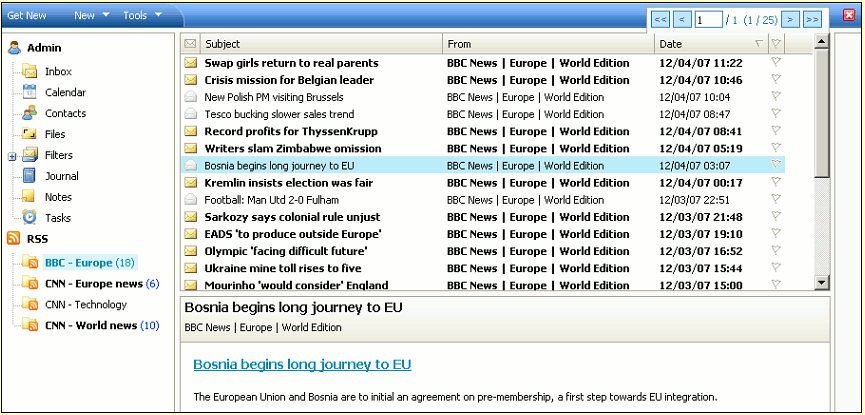 Get New New Tools << < 1 / 1 (1 / 25) > >>
Admin
Inbox
Calendar
Contacts
Files
Filters
Journal
Notes
Tasks
RSS
BBC - Europe (18)
CNN - Europe news (6)
CNN - Technology
CNN - World news (10)
Subject From Date
Swap girls return to real parents BBC News | Europe | World Edition 12/04/07 11:22
Crisis mission for Belgian leader BBC News | Europe | World Edition 12/04/07 10:46
New Polish PM visiting Brussels BBC News | Europe | World Edition 12/04/07 10:04
Tesco bucking slower sales trend BBC News | Europe | World Edition 12/04/07 08:47
Record profits for ThyssenKrupp BBC News | Europe | World Edition 12/04/07 08:41
Writers slam Zimbabwe omission BBC News | Europe | World Edition 12/04/07 05:19
Bosnia begins long journey to EU BBC News | Europe | World Edition 12/04/07 03:07
Kremlin insists election was fair BBC News | Europe | World Edition 12/04/07 00:17
Football: Man Utd 2-0 Fulham BBC News | Europe | World Edition 12/03/07 22:51
Sarkozy says colonial rule unjust BBC News | Europe | World Edition 12/03/07 21:48
EADS 'to produce outside Europe' BBC News | Europe | World Edition 12/03/07 19:10
Olympic 'facing difficult future' BBC News | Europe | World Edition 12/03/07 16:52
Ukraine mine toll rises to five BBC News | Europe | World Edition 12/03/07 15:44
Mourinho 'would consider' England BBC News | Europe | World Edition 12/03/07 15:00
Bosnia begins long journey to EU
BBC News | Europe | World Edition
Bosnia begins long journey to EU
The European Union and Bosnia are to initial an agreement on pre-membership, a first step towards EU integration.